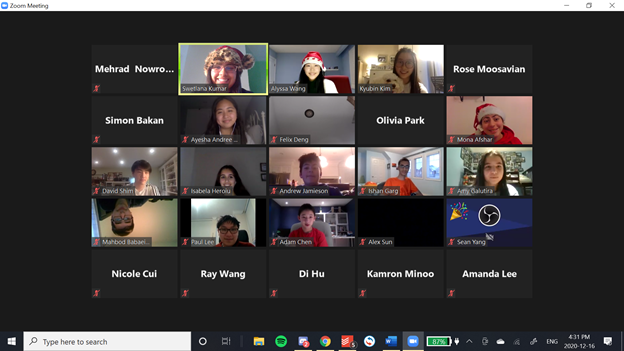 Zoom Meeting
Mehrad Nowro...
Swetlana Kumar
Alyssa Wang
Kyubin Kim
Rose Moosavian
Simon Bakan
Ayesha Andree...
Felix Deng
Olivia Park
Mona Afshar
David Shim
Isabela Herolu
Andrew Jamieson
Ishan Garg
Amy Galutira
Mahbod Babaei...
Paul Lee
Adam Chen
Alex Sun
Sean Yang
Nicole Cui
Ray Wang
Di Hu
Kamron Minoo
Amanda Lee
Type here to search
5
87%
ENG
4:31 PM
2020-12-16